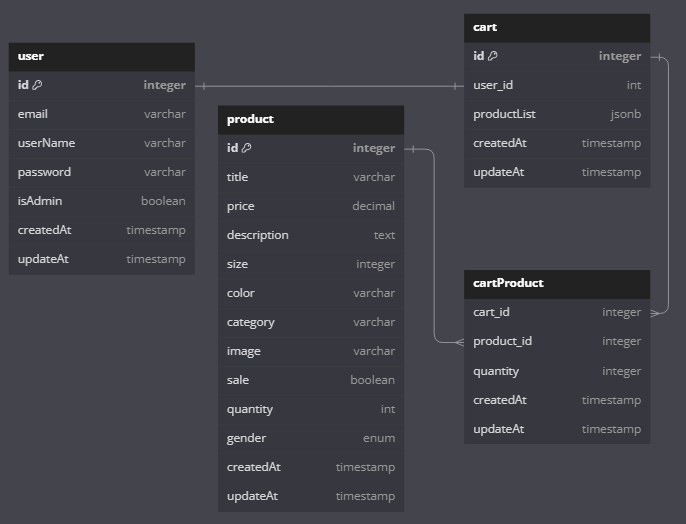 user
id integer
email varchar
userName varchar
password varchar
isAdmin boolean
createdAt timestamp
updateAt timestamp
product
id integer
title varchar
price decimal
description text
size integer
color varchar
category varchar
image varchar
sale boolean
quantity int
gender enum
createdAt timestamp
updateAt timestamp
cart
id integer
user_id int
productList jsonb
createdAt timestamp
updateAt timestamp
cartProduct
cart_id integer
product_id integer
quantity integer
createdAt timestamp
updateAt timestamp